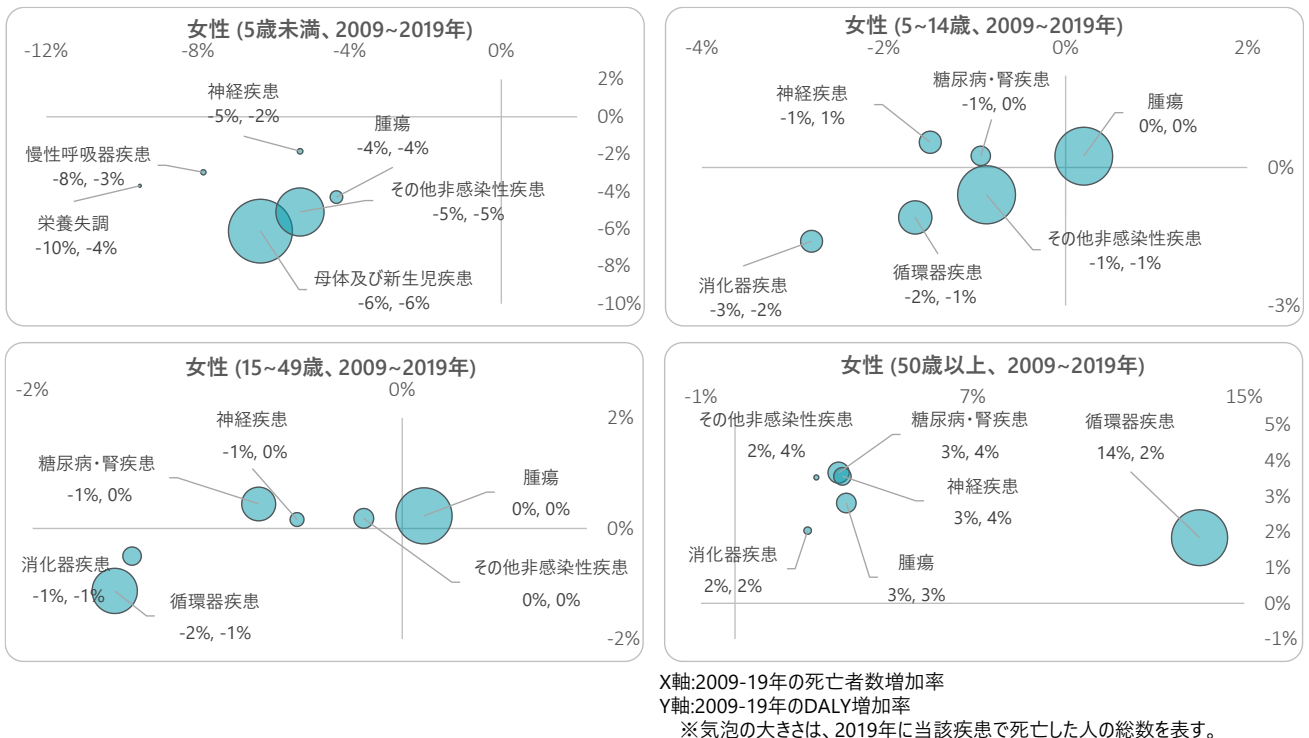 女性 (5歳未満、2009~2019年)
-12%
-8%
-4%
0%
2%
0%
-2%
-4%
-6%
-8%
-10%
神経疾患
-5%, -2%
腫瘍
-4%, -4%
慢性呼吸器疾患
-8%, -3%
その他非感染性疾患
-5%, -5%
栄養失調
-10%, -4%
母体及び新生児疾患
-6%, -6%
女性 (5~14歳、2009~2019年)
-4%
-2%
0%
2%
0%
-3%
神経疾患
-1%, 1%
糖尿病・腎疾患
-1%, 0%
腫瘍
0%, 0%
その他非感染性疾患
-1%, -1%
循環器疾患
-2%, -1%
消化器疾患
-3%, -2%
女性 (15~49歳、2009~2019年)
-2%
0%
2%
0%
-2%
神経疾患
-1%, 0%
糖尿病・腎疾患
-1%, 0%
腫瘍
0%, 0%
消化器疾患
-1%, -1%
循環器疾患
-2%, -1%
その他非感染性疾患
0%, 0%
女性 (50歳以上、2009~2019年)
-1%
7%
15%
5%
4%
3%
2%
1%
0%
-1%
その他非感染性疾患
2%, 4%
糖尿病・腎疾患
3%, 4%
循環器疾患
14%, 2%
神経疾患
3%, 4%
消化器疾患
2%, 2%
腫瘍
3%, 3%
X軸:2009-19年の死亡者数増加率
Y軸:2009-19年のDALY増加率
※気泡の大きさは、2019年に当該疾患で死亡した人の総数を表す。